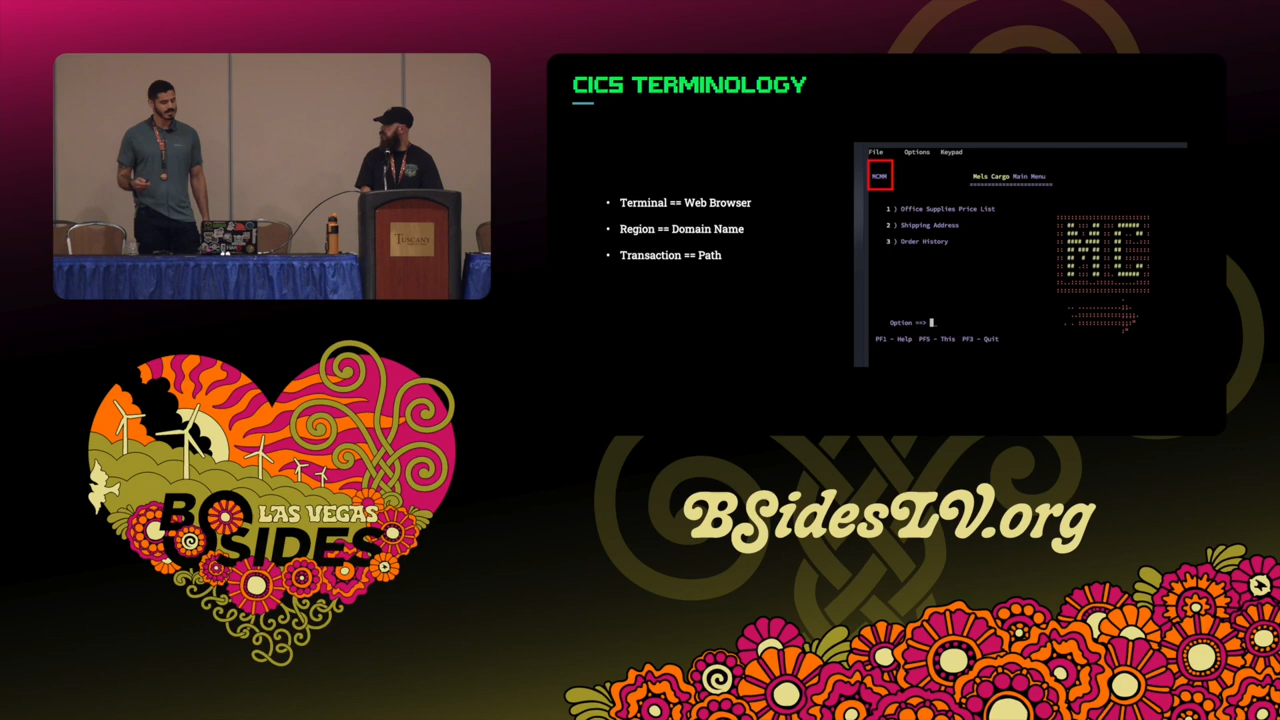 CICS TERMINOLOGY
• Terminal == Web Browser
• Region == Domain Name
• Transaction == Path
File Options Keypad
MCMM
Mels Cargo Main Menu
1 ) Office Supplies Price List
2 ) Shipping Address
3 ) Order History
Option ==>
PF1 - Help PF5 - This PF3 - Quit
TUSCANY
BSIDES
LAS VEGAS
BSidesLV.org